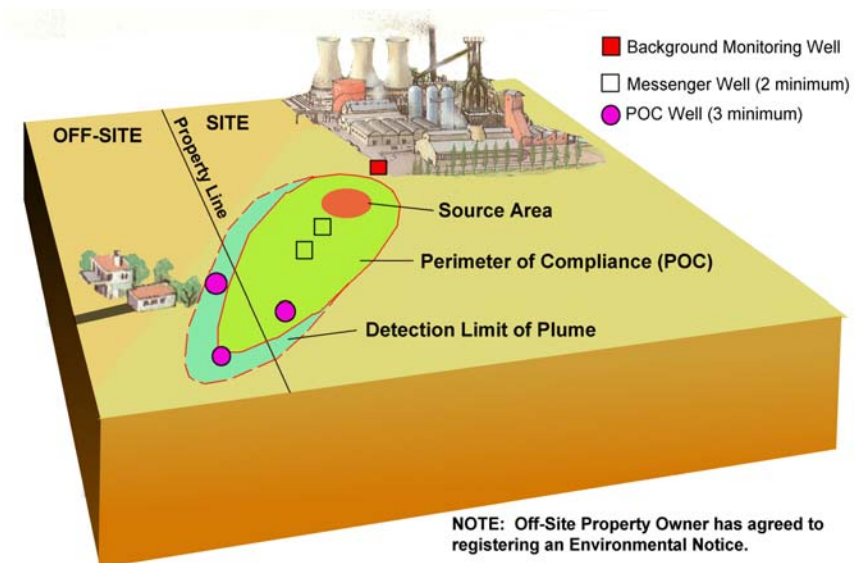 Background Monitoring Well
Messenger Well (2 minimum)
POC Well (3 minimum)
OFF-SITE
SITE
Property Line
Source Area
Perimeter of Compliance (POC)
Detection Limit of Plume
NOTE: Off-Site Property Owner has agreed to
registering an Environmental Notice.